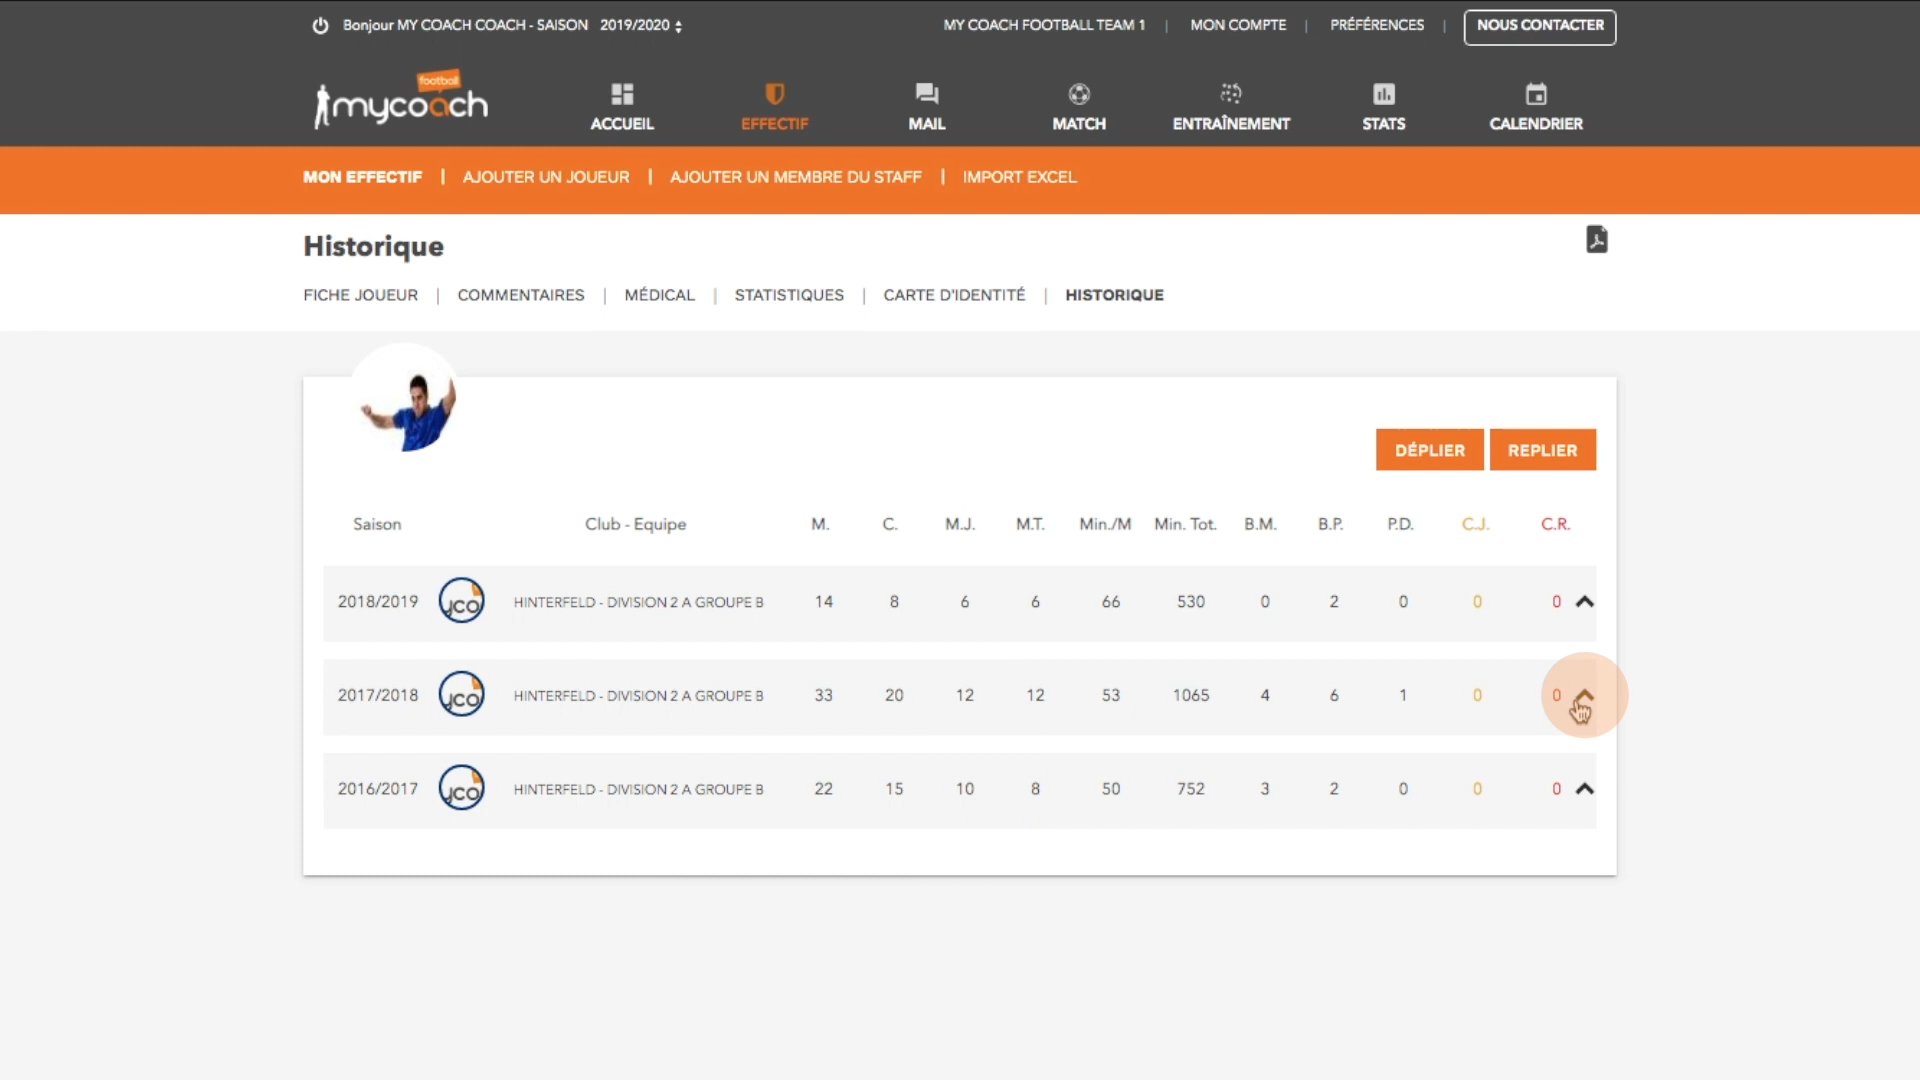 Bonjour MY COACH COACH - SAISON 2019/2020
MY COACH FOOTBALL TEAM 1 | MON COMPTE | PRÉFÉRENCES | NOUS CONTACTER
football
mycoach
ACCUEIL
EFFECTIF
MAIL
MATCH
ENTRAÎNEMENT
STATS
CALENDRIER
MON EFFECTIF | AJOUTER UN JOUEUR | AJOUTER UN MEMBRE DU STAFF | IMPORT EXCEL
Historique
FICHE JOUEUR | COMMENTAIRES | MÉDICAL | STATISTIQUES | CARTE D'IDENTITÉ | HISTORIQUE
DÉPLIER REPLIER
Saison Club - Equipe M. C. M.J. M.T. Min./M Min. Tot. B.M. B.P. P.D. C.J. C.R.
2018/2019 JCO HINTERFELD - DIVISION 2 A GROUPE B 14 8 6 6 66 530 0 2 0 0 0
2017/2018 JCO HINTERFELD - DIVISION 2 A GROUPE B 33 20 12 12 53 1065 4 6 1 0 0
2016/2017 JCO HINTERFELD - DIVISION 2 A GROUPE B 22 15 10 8 50 752 3 2 0 0 0